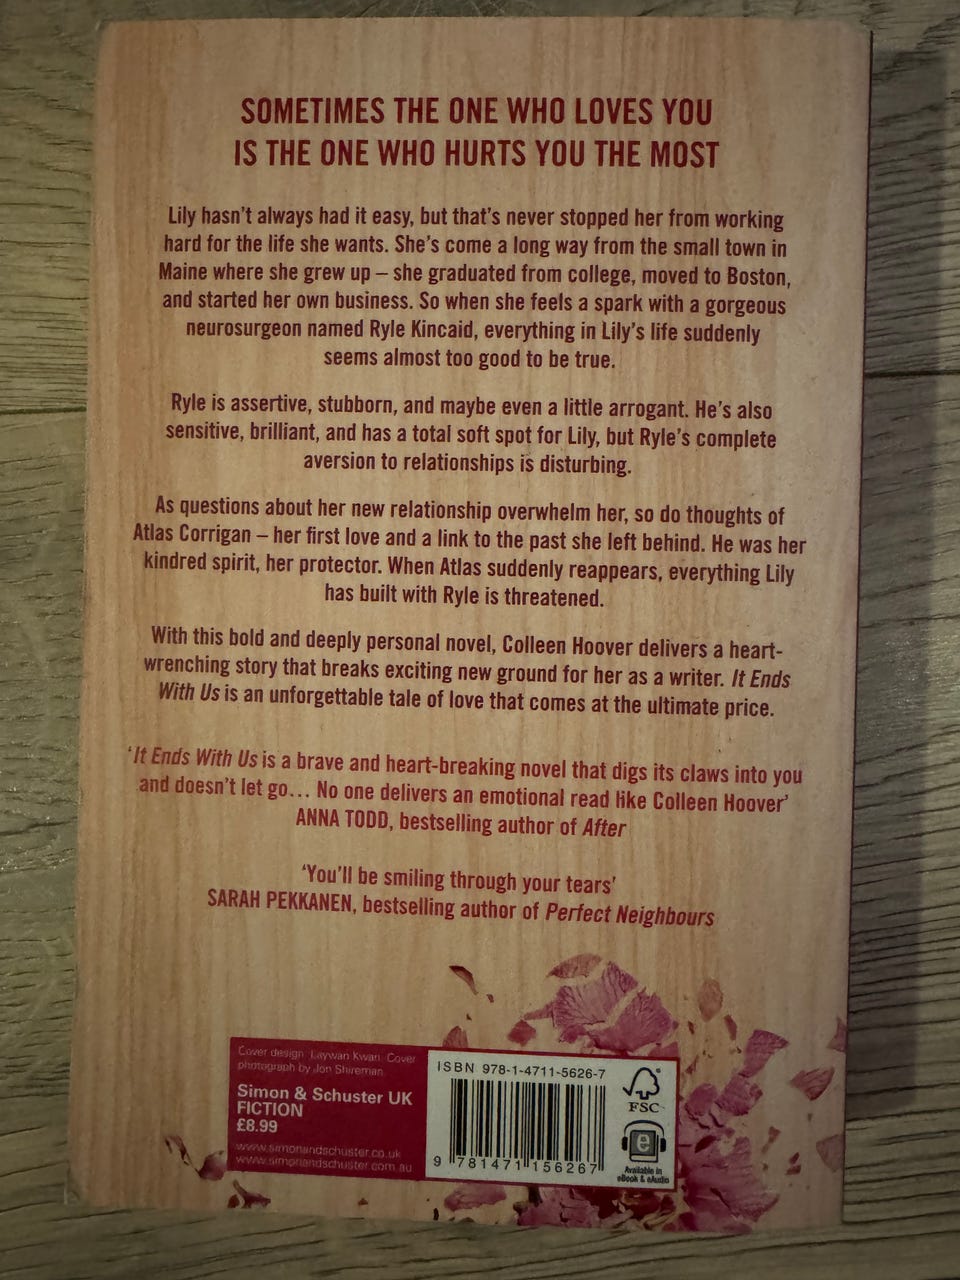 SOMETIMES THE ONE WHO LOVES YOU
IS THE ONE WHO HURTS YOU THE MOST
Lily hasn't always had it easy, but that's never stopped her from working
hard for the life she wants. She's come a long way from the small town in
Maine where she grew up – she graduated from college, moved to Boston,
and started her own business. So when she feels a spark with a gorgeous
neurosurgeon named Ryle Kincaid, everything in Lily's life suddenly
seems almost too good to be true.
Ryle is assertive, stubborn, and maybe even a little arrogant. He's also
sensitive, brilliant, and has a total soft spot for Lily, but Ryle's complete
aversion to relationships is disturbing.
As questions about her new relationship overwhelm her, so do thoughts of
Atlas Corrigan – her first love and a link to the past she left behind. He was her
kindred spirit, her protector. When Atlas suddenly reappears, everything Lily
has built with Ryle is threatened.
With this bold and deeply personal novel, Colleen Hoover delivers a heart-
wrenching story that breaks exciting new ground for her as a writer. It Ends
With Us is an unforgettable tale of love that comes at the ultimate price.
'It Ends With Us is a brave and heart-breaking novel that digs its claws into you
and doesn't let go... No one delivers an emotional read like Colleen Hoover'
ANNA TODD, bestselling author of After
'You'll be smiling through your tears'
SARAH PEKKANEN, bestselling author of Perfect Neighbours
Cover design: Laywan Kwan. Cover
photograph by Jon Shireman.
Simon & Schuster UK
FICTION
£8.99
www.simonandschuster.co.uk
www.simonandschuster.com.au
ISBN 978-1-4711-5626-7
9 781471 156267
FSC
e
Available in
eBook & eAudio